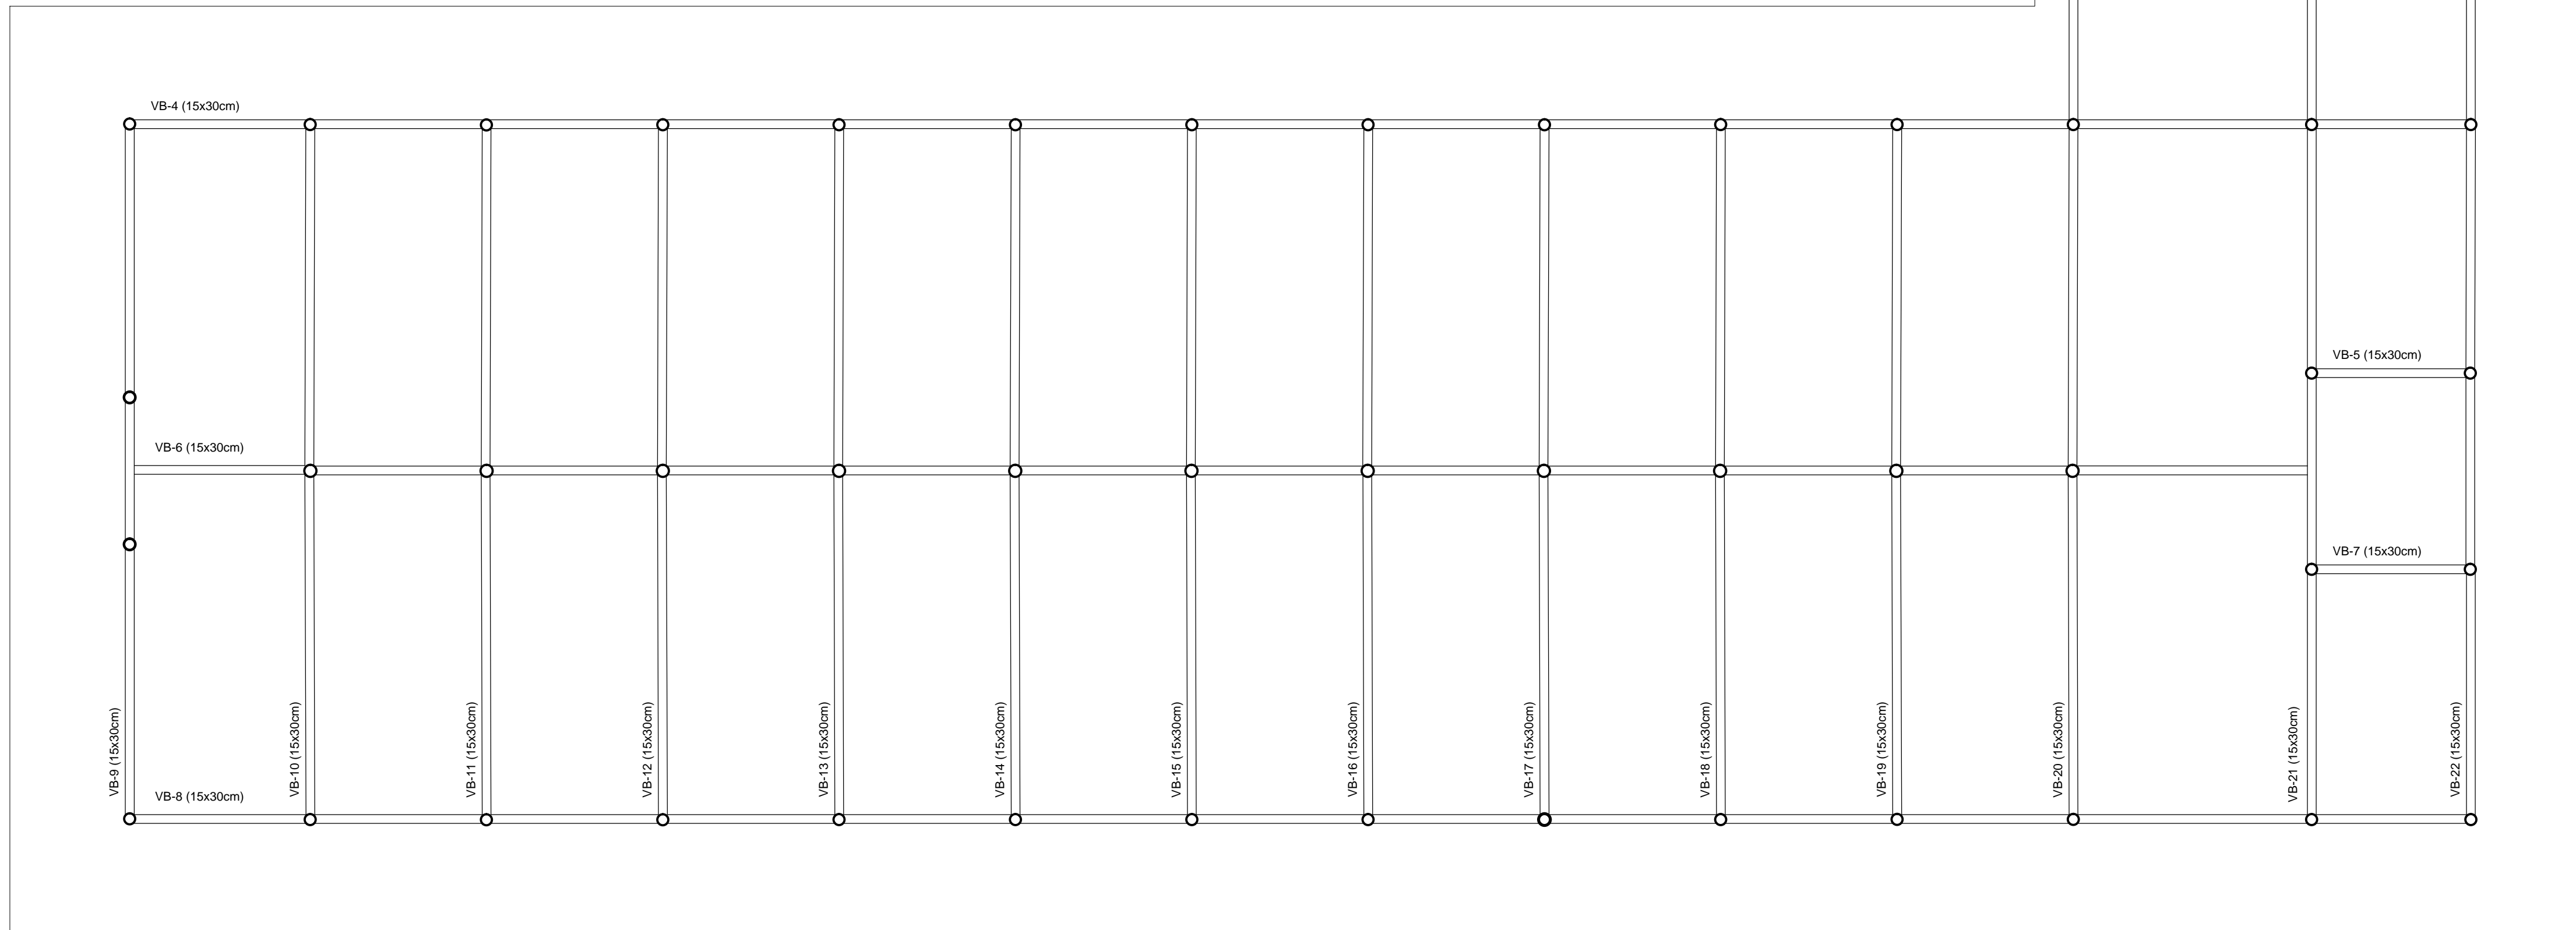 VB-4 (15x30cm)
VB-5 (15x30cm)
VB-6 (15x30cm)
VB-7 (15x30cm)
VB-8 (15x30cm)
VB-9 (15x30cm)
VB-10 (15x30cm)
VB-11 (15x30cm)
VB-12 (15x30cm)
VB-13 (15x30cm)
VB-14 (15x30cm)
VB-15 (15x30cm)
VB-16 (15x30cm)
VB-17 (15x30cm)
VB-18 (15x30cm)
VB-19 (15x30cm)
VB-20 (15x30cm)
VB-21 (15x30cm)
VB-22 (15x30cm)